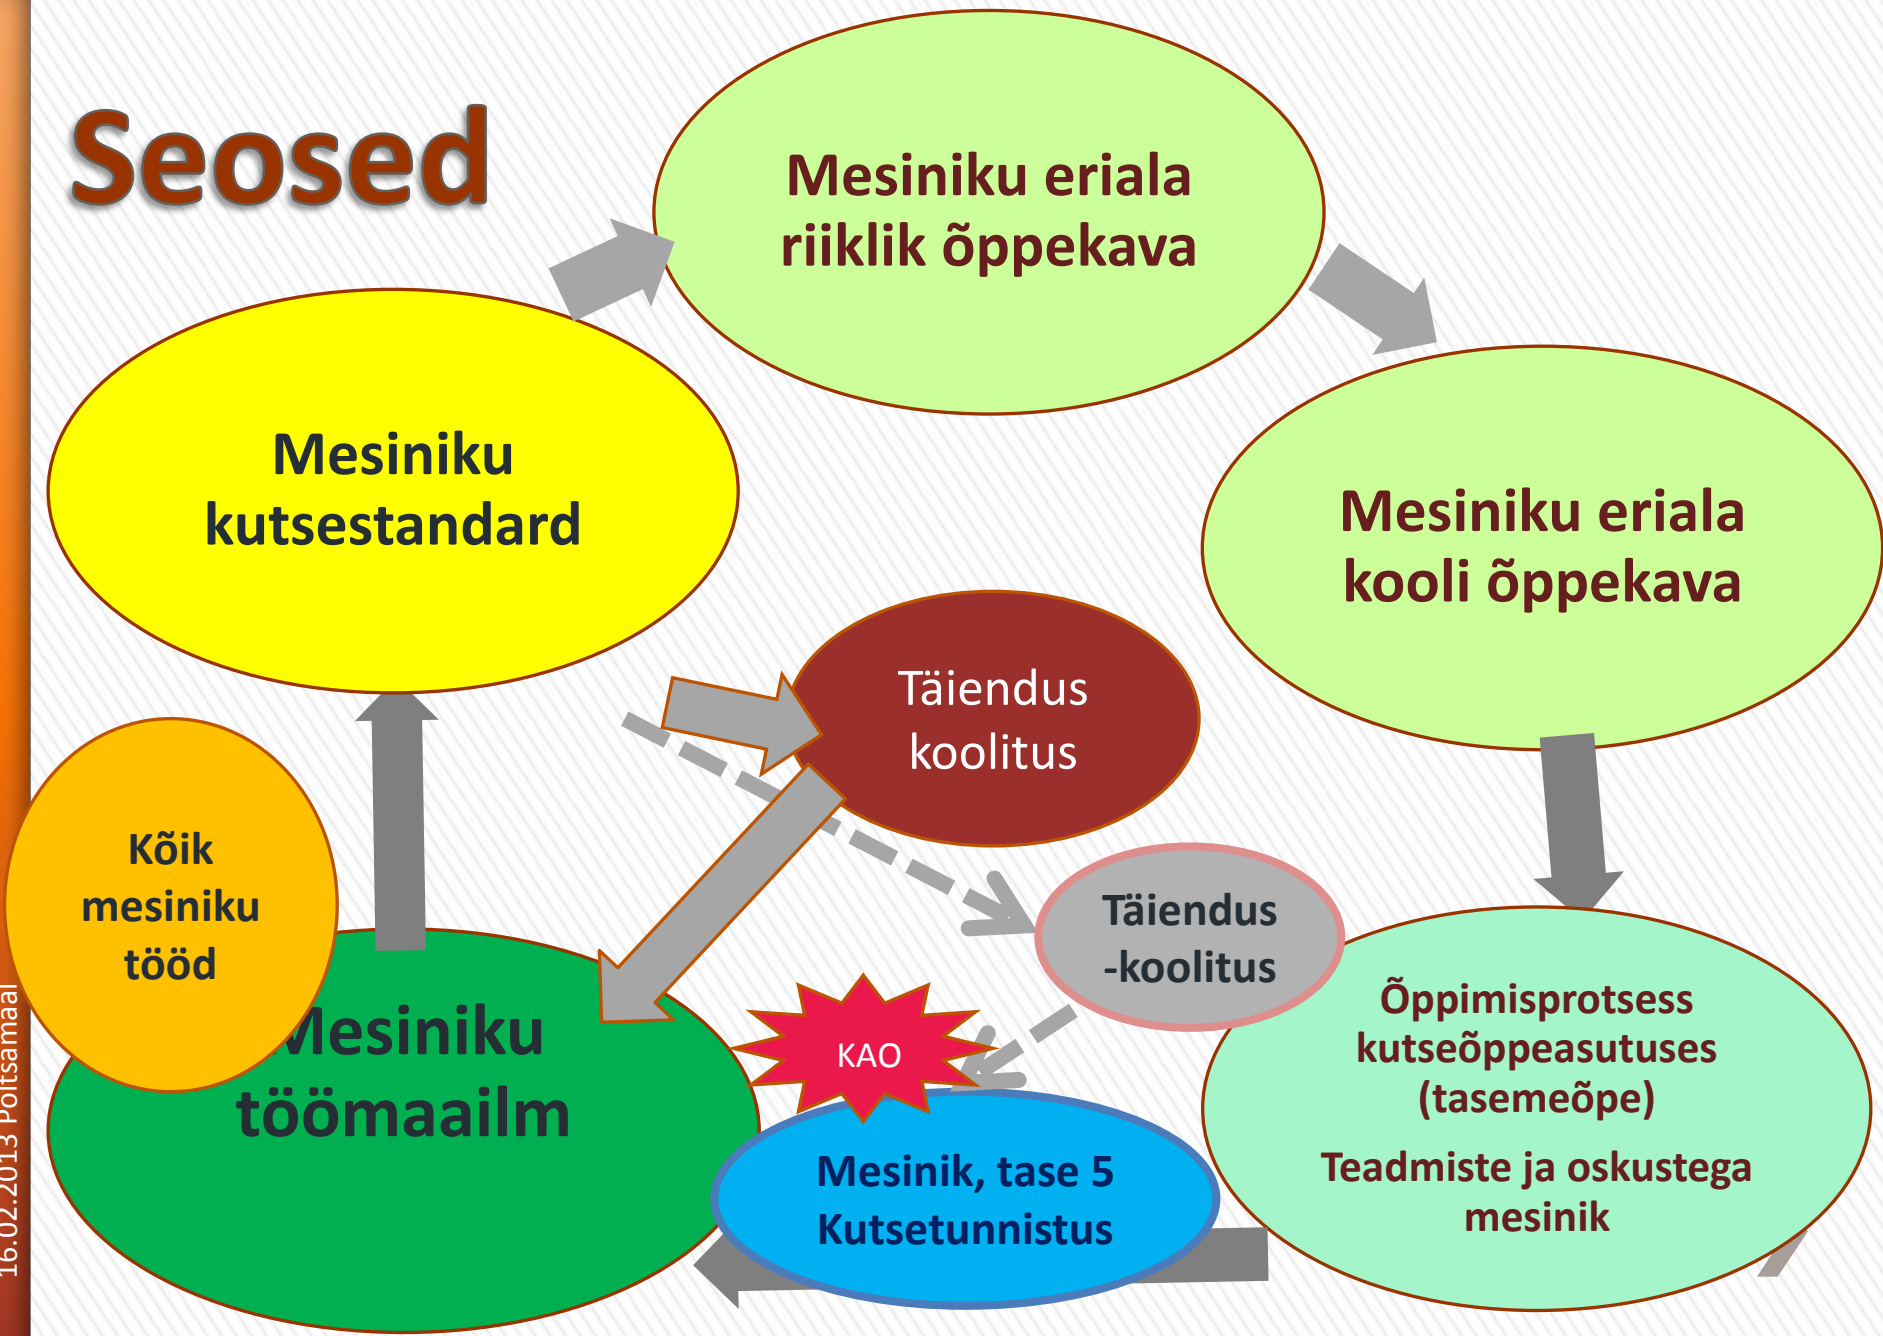 Seosed
Mesiniku eriala
riiklik õppekava
Mesiniku
kutsestandard
Mesiniku eriala
kooli õppekava
Täiendus
koolitus
Kõik
mesiniku
tööd
Täiendus
-koolitus
Mesiniku
töömaailm
KAO
Õppimisprotsess
kutseõppeasutuses
(tasemeõpe)
Teadmiste ja oskustega
mesinik
Mesinik, tase 5
Kutsetunnistus
16.02.2013 Põltsamaal